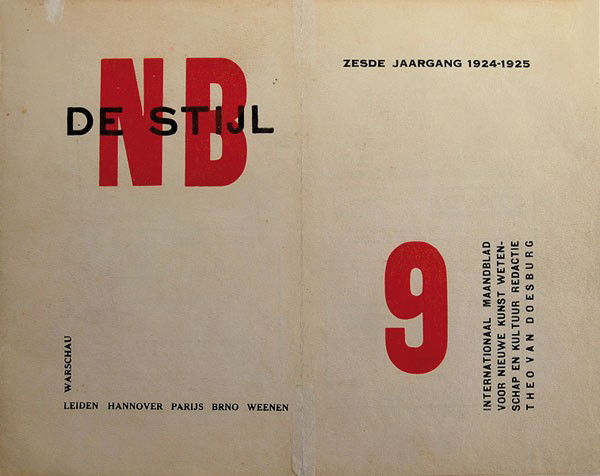 NB
DE STIJL
WARSCHAU
LEIDEN HANNOVER PARIJS BRNO WEENEN
ZESDE JAARGANG 1924-1925
9
INTERNATIONAAL MAANDBLAD
VOOR NIEUWE KUNST WETEN-
SCHAP EN KULTUUR REDACTIE
THEO VAN DOESBURG